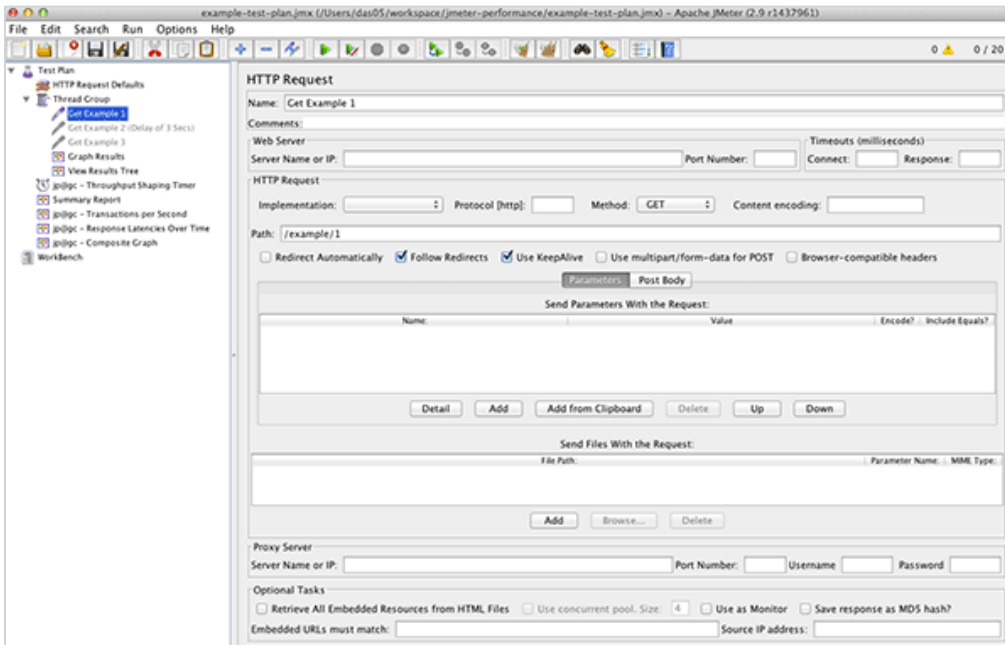 example-test-plan.jmx (/Users/das05/workspace/jmeter-performance/example-test-plan.jmx) - Apache JMeter (2.9 r1437961)
File Edit Search Run Options Help
0 0 / 20
Test Plan
HTTP Request Defaults
Thread Group
Get Example 1
Get Example 2 (Delay of 3 Secs)
Get Example 3
Graph Results
View Results Tree
jp@gc - Throughput Shaping Timer
Summary Report
jp@gc - Transactions per Second
jp@gc - Response Latencies Over Time
jp@gc - Composite Graph
WorkBench
HTTP Request
Name: Get Example 1
Comments:
Web Server
Timeouts (milliseconds)
Server Name or IP: Port Number: Connect: Response:
HTTP Request
Implementation: Protocol [http]: Method: GET Content encoding:
Path: /example/1
Redirect Automatically Follow Redirects Use KeepAlive Use multipart/form-data for POST Browser-compatible headers
Parameters Post Body
Send Parameters With the Request:
Name: Value Encode? Include Equals?
Detail Add Add from Clipboard Delete Up Down
Send Files With the Request:
File Path: Parameter Name: MIME Type:
Add Browse... Delete
Proxy Server
Server Name or IP: Port Number: Username Password
Optional Tasks
Retrieve All Embedded Resources from HTML Files Use concurrent pool. Size: 4 Use as Monitor Save response as MD5 hash?
Embedded URLs must match: Source IP address: